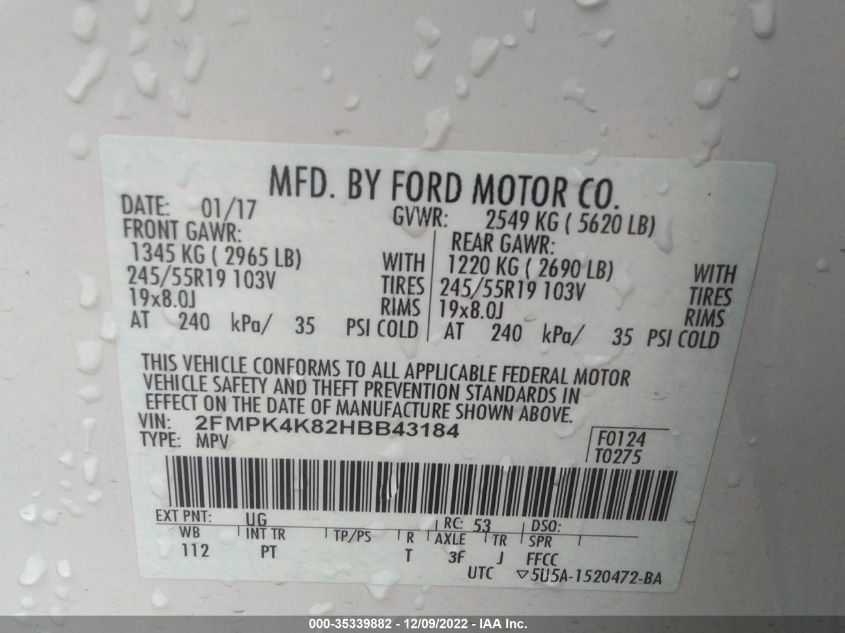 MFD. BY FORD MOTOR CO.
DATE: 01/17 GVWR: 2549 KG ( 5620 LB)
FRONT GAWR: REAR GAWR:
1345 KG ( 2965 LB) WITH 1220 KG ( 2690 LB) WITH
245/55R19 103V TIRES 245/55R19 103V TIRES
19x8.0J RIMS 19x8.0J RIMS
AT 240 kPa/ 35 PSI COLD AT 240 kPa/ 35 PSI COLD
THIS VEHICLE CONFORMS TO ALL APPLICABLE FEDERAL MOTOR
VEHICLE SAFETY AND THEFT PREVENTION STANDARDS IN
EFFECT ON THE DATE OF MANUFACTURE SHOWN ABOVE.
VIN: 2FMPK4K82HBB43184
TYPE: MPV
F0124
T0275
EXT PNT: UG RC: 53 DSO:
WB INT TR TP/PS R AXLE TR SPR
112 PT T 3F J FFCC
UTC ▽5U5A-1520472-BA
000-35339882 - 12/09/2022 - IAA Inc.